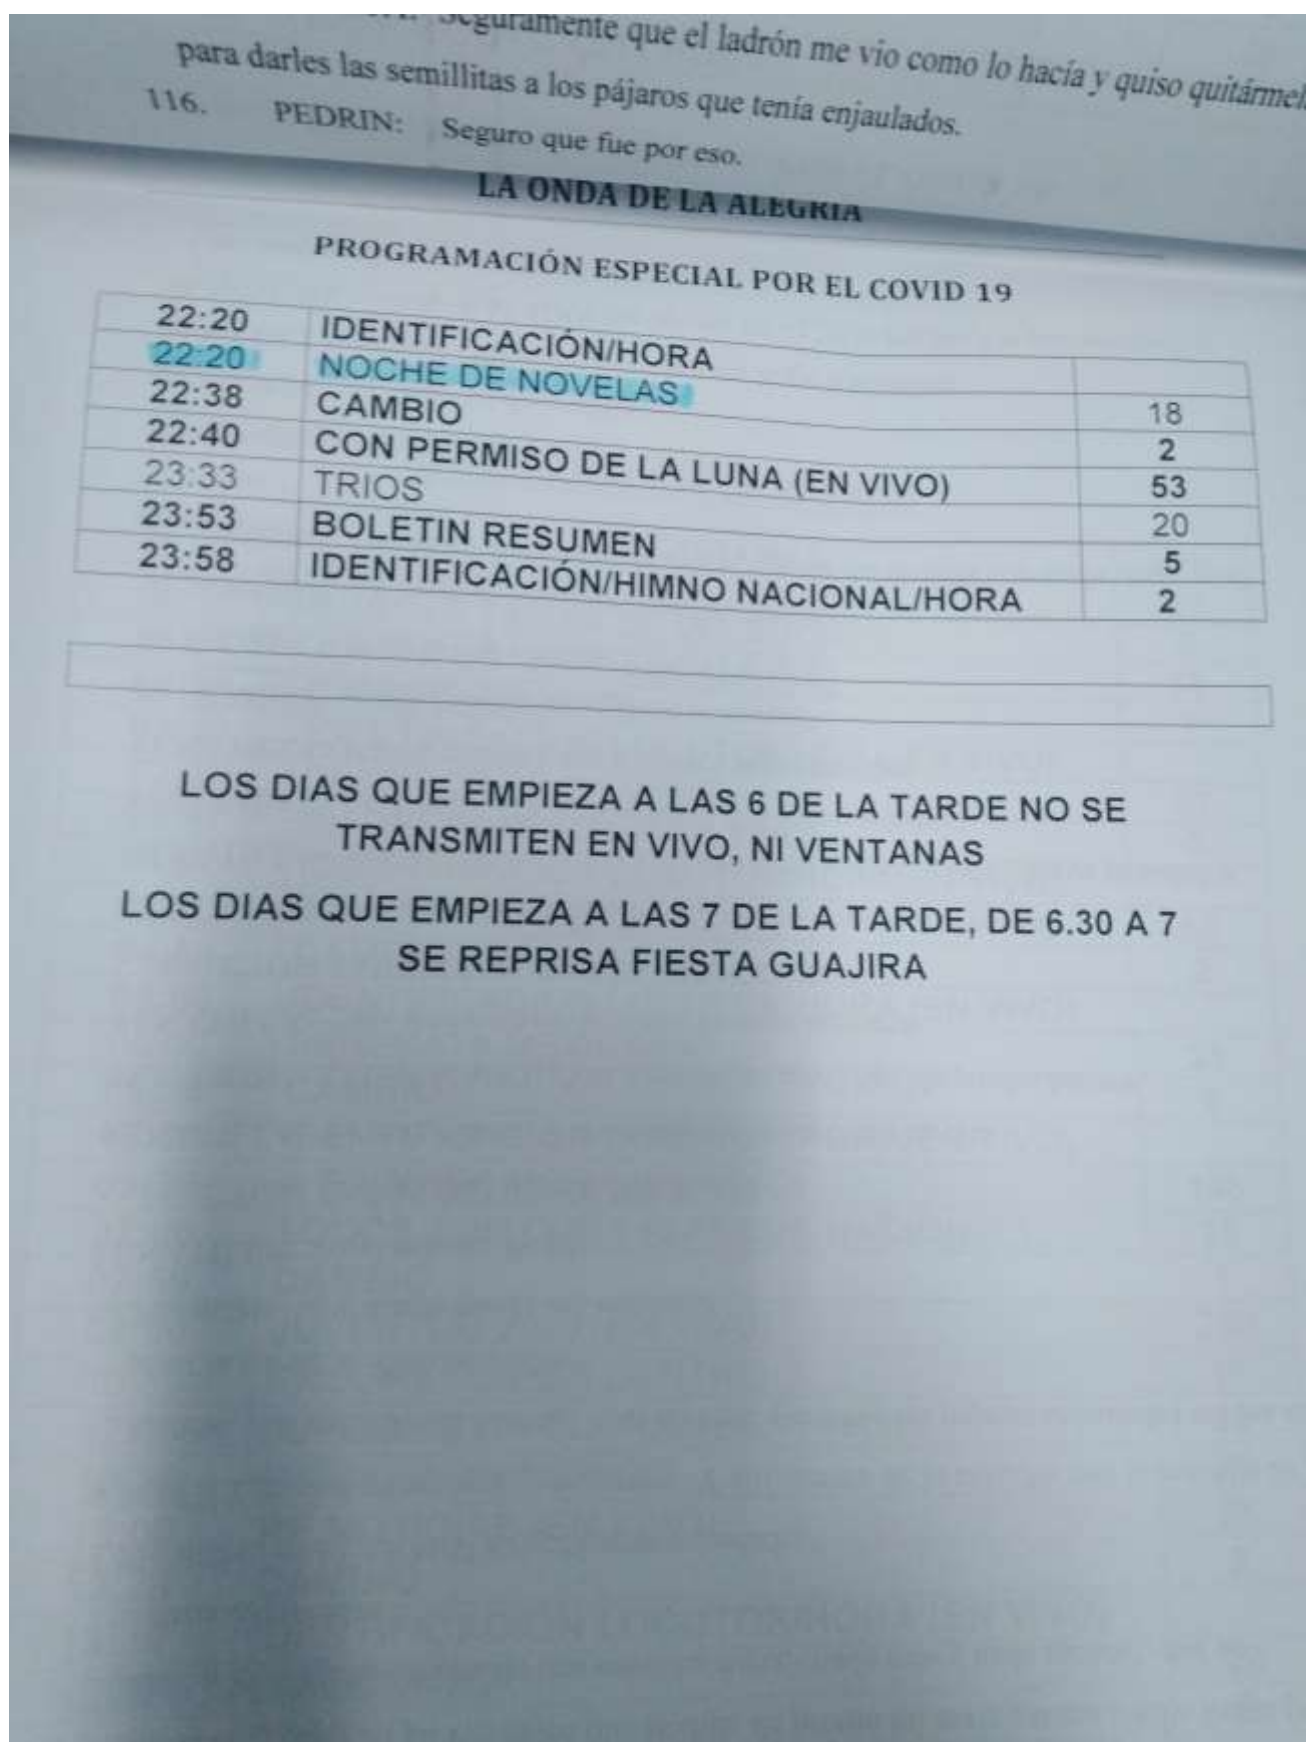 Seguramente que el ladrón me vio como lo hacía y quiso quitármel
para darles las semillitas a los pájaros que tenía enjaulados.
116. PEDRIN: Seguro que fue por eso.
LA ONDA DE LA ALEGRIA
PROGRAMACIÓN ESPECIAL POR EL COVID 19
22:20 IDENTIFICACIÓN/HORA
22:20 NOCHE DE NOVELAS 18
22:38 CAMBIO 2
22:40 CON PERMISO DE LA LUNA (EN VIVO) 53
23:33 TRIOS 20
23:53 BOLETIN RESUMEN 5
23:58 IDENTIFICACIÓN/HIMNO NACIONAL/HORA 2
LOS DIAS QUE EMPIEZA A LAS 6 DE LA TARDE NO SE
TRANSMITEN EN VIVO, NI VENTANAS
LOS DIAS QUE EMPIEZA A LAS 7 DE LA TARDE, DE 6.30 A 7
SE REPRISA FIESTA GUAJIRA